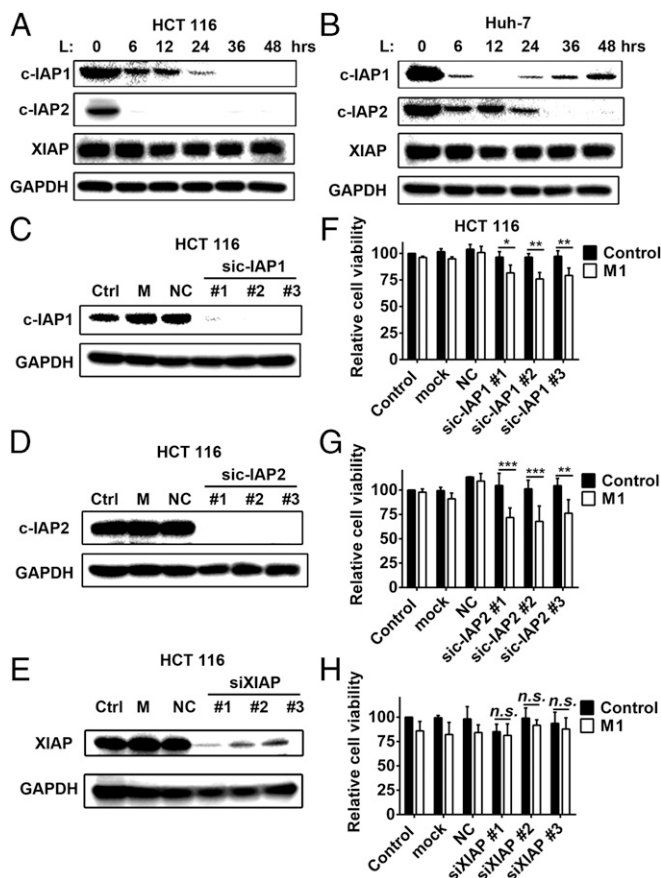 A
HCT 116
L: 0 6 12 24 36 48 hrs
c-IAP1
c-IAP2
XIAP
GAPDH
B
Huh-7
L: 0 6 12 24 36 48 hrs
c-IAP1
c-IAP2
XIAP
GAPDH
C
HCT 116
sic-IAP1
Ctrl M NC #1 #2 #3
c-IAP1
GAPDH
F
HCT 116
Relative cell viability
100
75
50
25
0
* ** **
Control
M1
Control mock NC sic-IAP1 #1 sic-IAP1 #2 sic-IAP1 #3
D
HCT 116
sic-IAP2
Ctrl M NC #1 #2 #3
c-IAP2
GAPDH
G
Relative cell viability
100
75
50
25
0
*** *** **
Control
M1
Control mock NC sic-IAP2 #1 sic-IAP2 #2 sic-IAP2 #3
E
HCT 116
siXIAP
Ctrl M NC #1 #2 #3
XIAP
GAPDH
H
Relative cell viability
100
75
50
25
0
n.s. n.s. n.s.
Control
M1
Control mock NC siXIAP #1 siXIAP #2 siXIAP #3